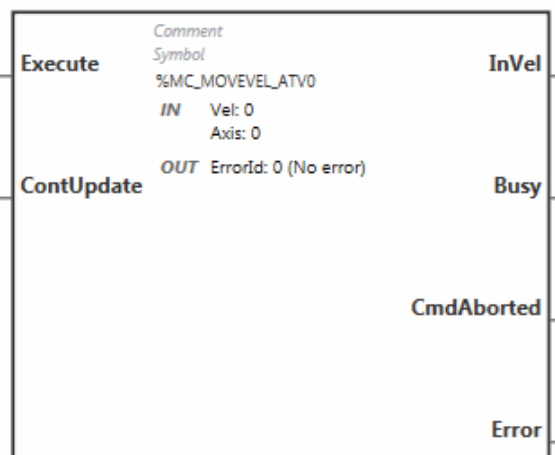 Comment
Execute
Symbol
InVel
%MC_MOVEVEL_ATV0
IN Vel: 0
Axis: 0
OUT ErrorId: 0 (No error)
ContUpdate
Busy
CmdAborted
Error